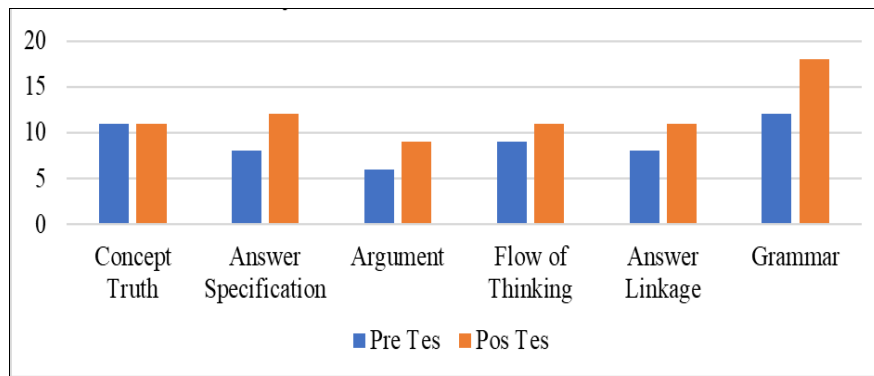 20
15
10
5
0
Concept Truth
Answer Specification
Argument
Flow of Thinking
Answer Linkage
Grammar
Pre Tes
Pos Tes